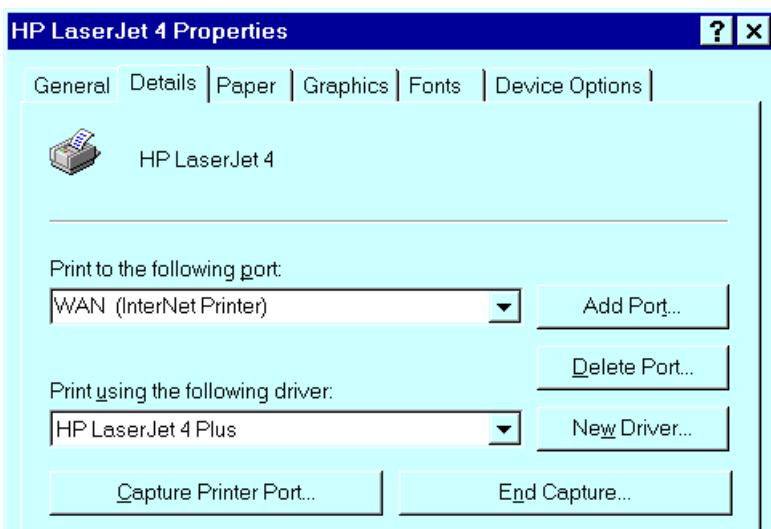 HP LaserJet 4 Properties
General Details Paper Graphics Fonts Device Options
HP LaserJet 4
Print to the following port:
WAN (InterNet Printer) Add Port...
Delete Port...
Print using the following driver:
HP LaserJet 4 Plus New Driver...
Capture Printer Port... End Capture...